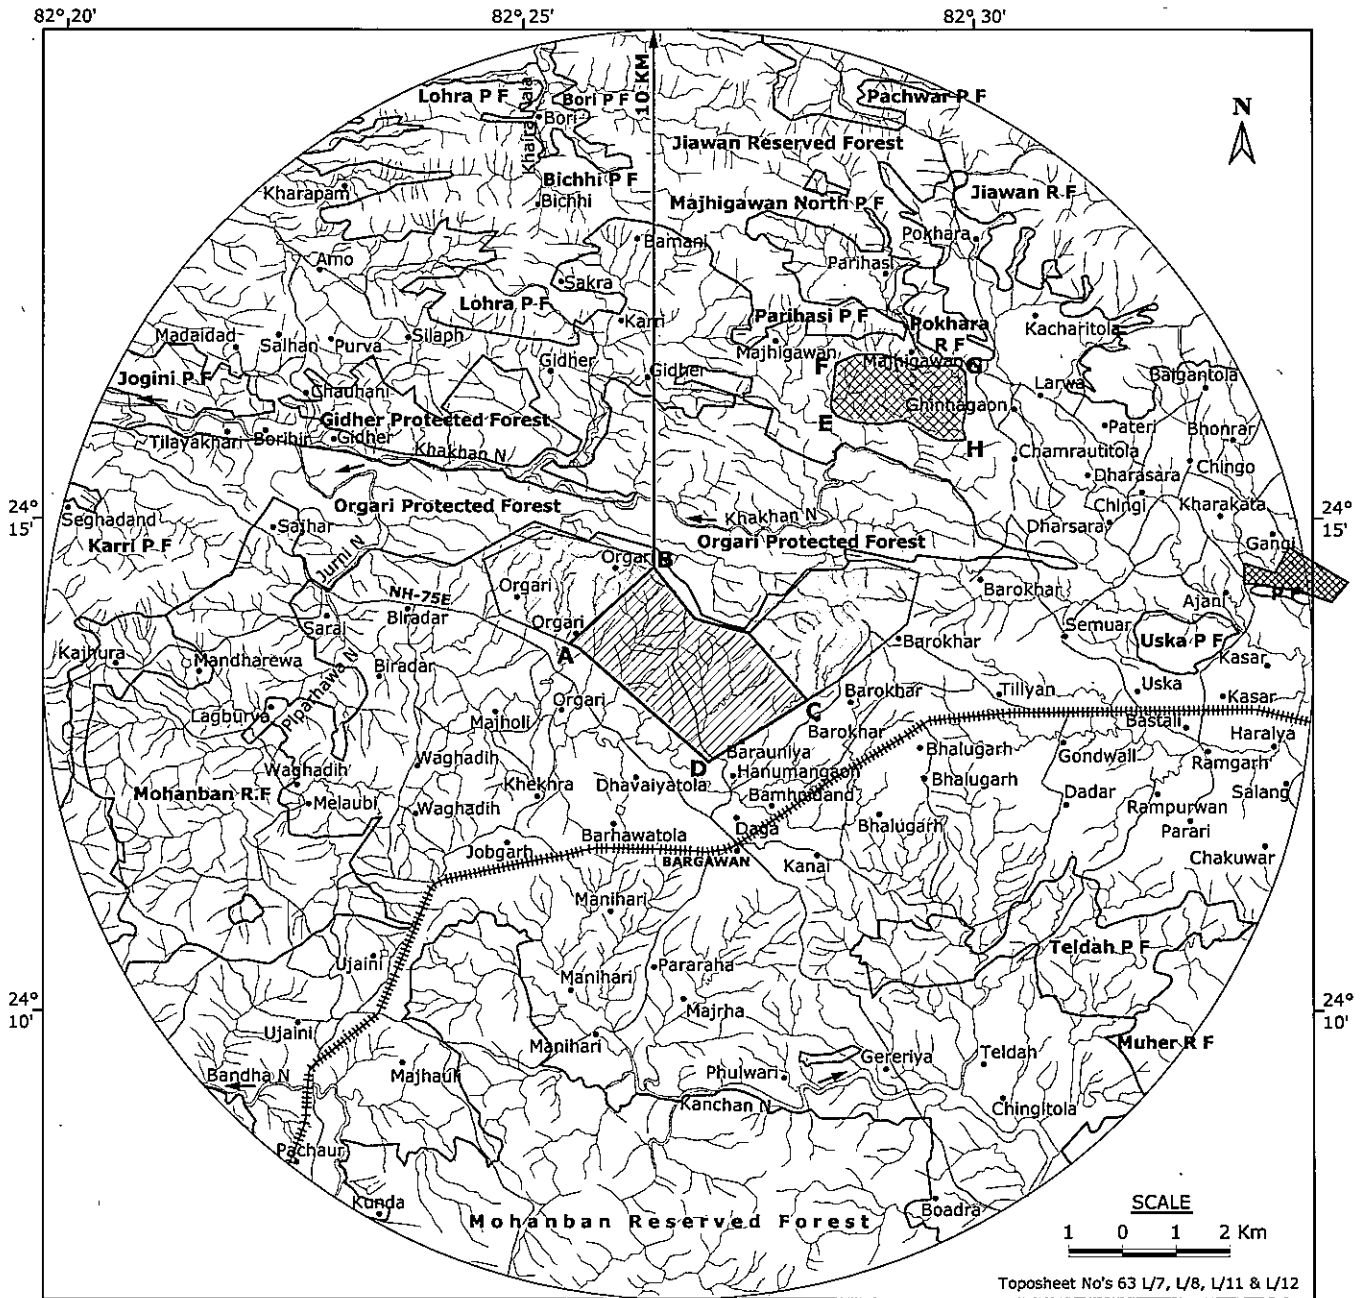 82° 20'
82° 25'
82° 30'
10 KM
N
Lohra P F
Bori P F
Bori
Khaira Nala
Pachwar P F
Jiawan Reserved Forest
Bichhi P F
Bichhi
Kharapam
Jiawan R F
Majhigawan North P F
Pokhara
Bamani
Amo
Sakra
Parihasi
Lohra P F
Karri
Parihasi P F
Pokhara
R F
Kacharitola
Madaidad
Salhan
Purva
Silaph
Majhigawan
Majhigawan
Gidher
Gidher
F
G
Jogini P F
Chauhani
Larwa
Baigantola
Ghinhagaon
Gidher Protected Forest
E
Tilayakhari
Borihir
Gidher
Khakhan N
H
Pateri
Bhonrar
Chamrautitola
Dharasara
Chingo
Orgari Protected Forest
Chingi
Kharakata
24°
15'
24°
15'
Seghadand
Karri P F
Sajhar
Khakhan N
Dharsara
Orgari Protected Forest
Gangi
Jurmi N
Orgari
B
Orgari
NH-75E
Biradar
Barokhar
Ajani
P F
Sarai
Orgari
Semuar
Uska P F
A
Barokhar
Kajhura
Mandharewa
Biradar
Kasar
Piparhawa N
Lagburva
Majholi
Orgari
Barokhar
Tiliyan
Uska
Kasar
C
Barokhar
Bastali
Haraiya
Waghadih
Waghadih
D
Barauniya
Hanumangaon
Bhalugarh
Gondwali
Ramgarh
Mohanban R F
Melaubi
Khekhra
Dhavaiyatola
Bhalugarh
Salang
Waghadih
Bamhnidand
Dadar
Rampurwan
Barhawatola
Daga
Bhalugarh
Parari
Jobgarh
BARGAWAN
Kanai
Chakuwar
Manihari
Teldah P F
Ujaini
Pararaha
Manihari
Majrha
24°
10'
24°
10'
Ujaini
Manihari
Muher R F
Gereriya
Teldah
Bandha N
Majhauli
Phulwari
Kanchan N
Chingitola
Pachaur
Kunda
Boadra
Mohanban Reserved Forest
SCALE
1 0 1 2 Km
Toposheet No's 63 L/7, L/8, L/11 & L/12